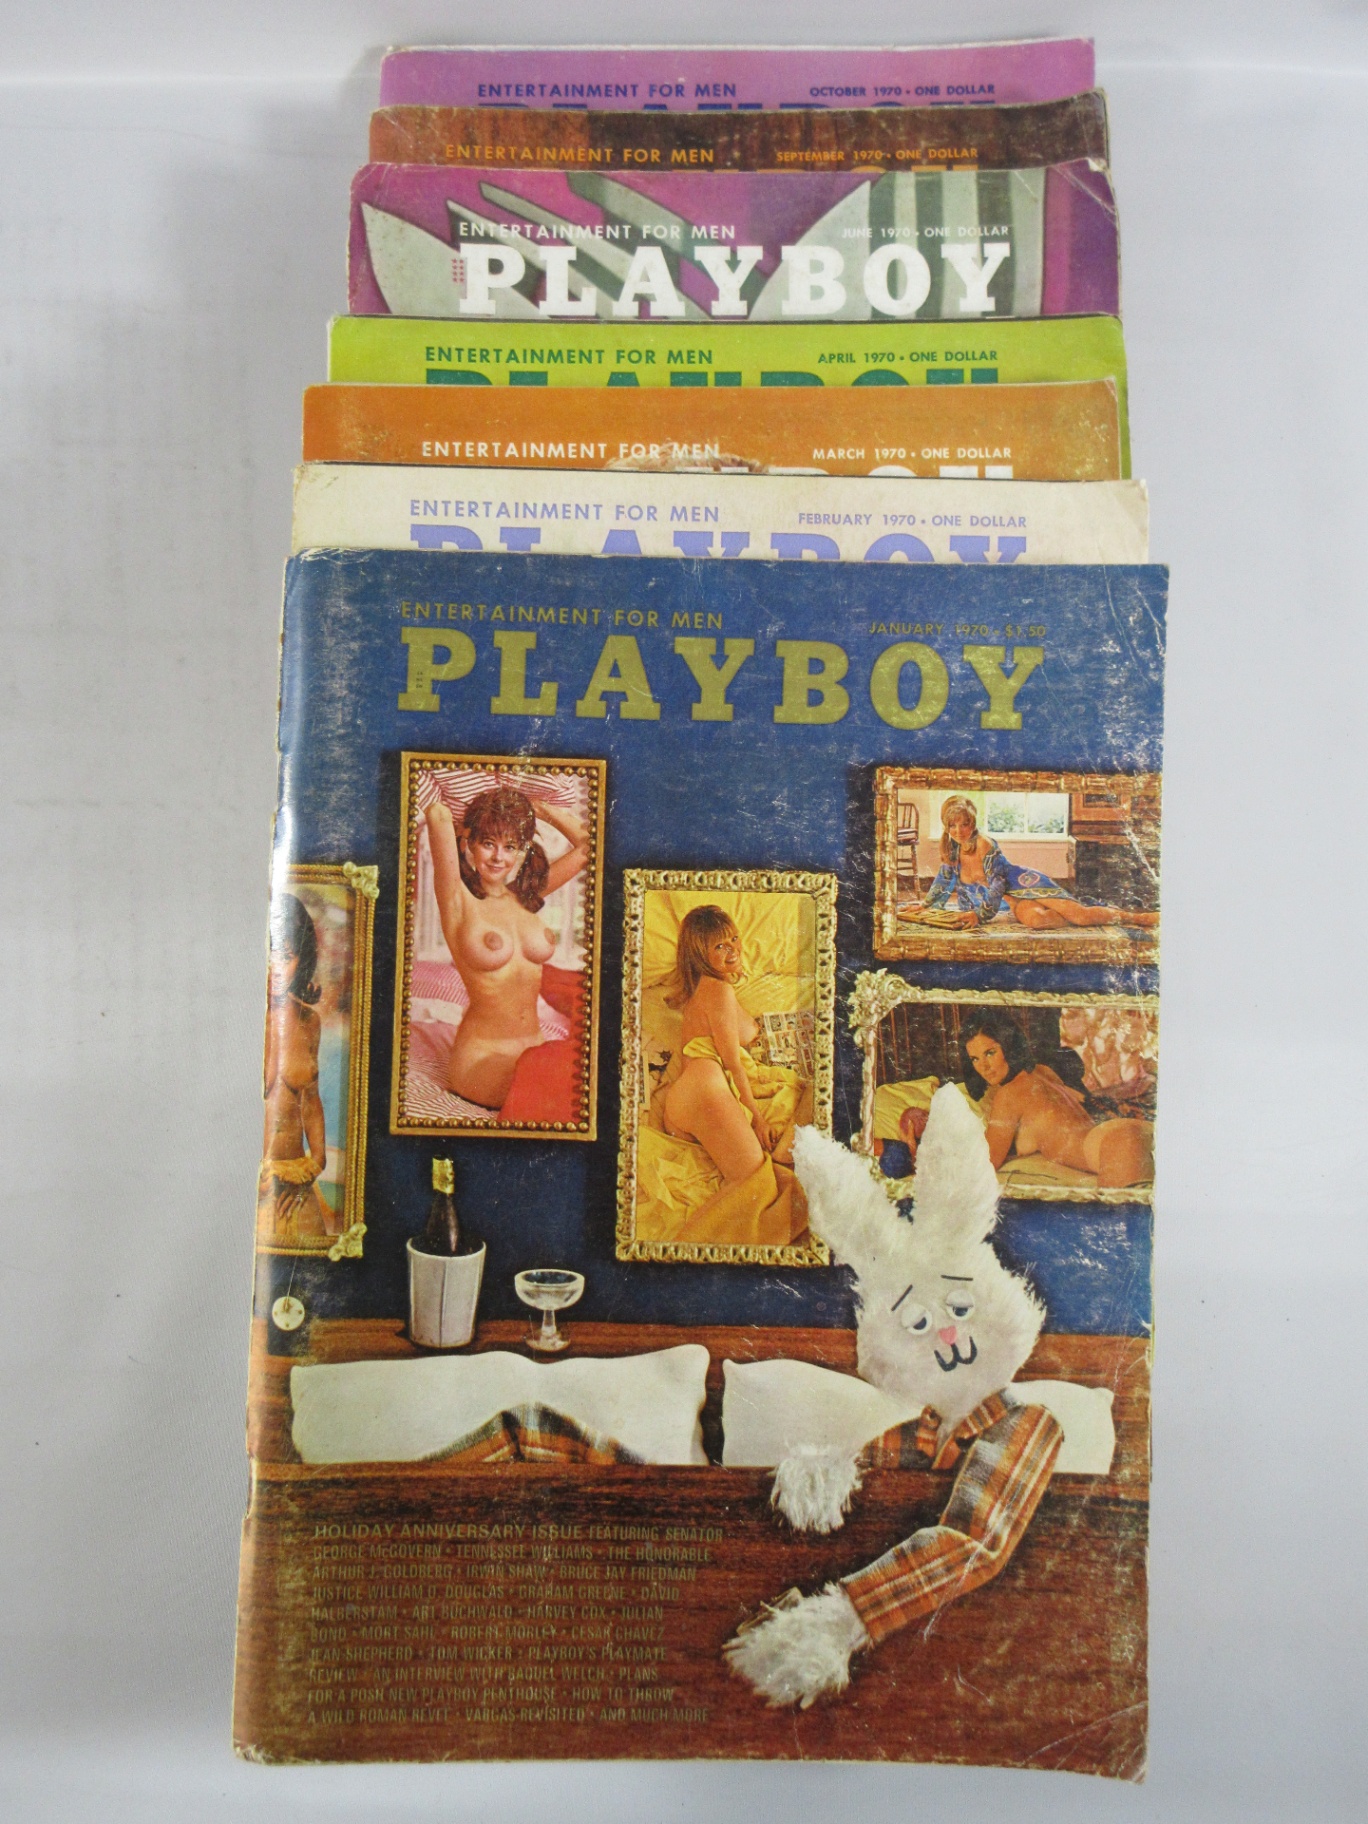 ENTERTAINMENT FOR MEN OCTOBER 1970 • ONE DOLLAR
PLAYBOY
ENTERTAINMENT FOR MEN SEPTEMBER 1970 • ONE DOLLAR
PLAYBOY
ENTERTAINMENT FOR MEN JUNE 1970 • ONE DOLLAR
PLAYBOY
ENTERTAINMENT FOR MEN APRIL 1970 • ONE DOLLAR
PLAYBOY
ENTERTAINMENT FOR MEN MARCH 1970 • ONE DOLLAR
PLAYBOY
ENTERTAINMENT FOR MEN FEBRUARY 1970 • ONE DOLLAR
PLAYBOY
ENTERTAINMENT FOR MEN JANUARY 1970 • $1.50
PLAYBOY
HOLIDAY ANNIVERSARY ISSUE FEATURING SENATOR
GEORGE McGOVERN • TENNESSEE WILLIAMS • THE HONORABLE
ARTHUR J. GOLDBERG • IRWIN SHAW • BRUCE JAY FRIEDMAN
JUSTICE WILLIAM O. DOUGLAS • GRAHAM GREENE • DAVID
HALBERSTAM • ART BUCHWALD • HARVEY COX • JULIAN
BOND • MORT SAHL • ROBERT MORLEY • CESAR CHAVEZ
JEAN SHEPHERD • TOM WICKER • PLAYBOY'S PLAYMATE
REVIEW • AN INTERVIEW WITH RAQUEL WELCH • PLANS
FOR A POSH NEW PLAYBOY PENTHOUSE • HOW TO THROW
A WILD ROMAN REVEL • VARGAS REVISITED • AND MUCH MORE